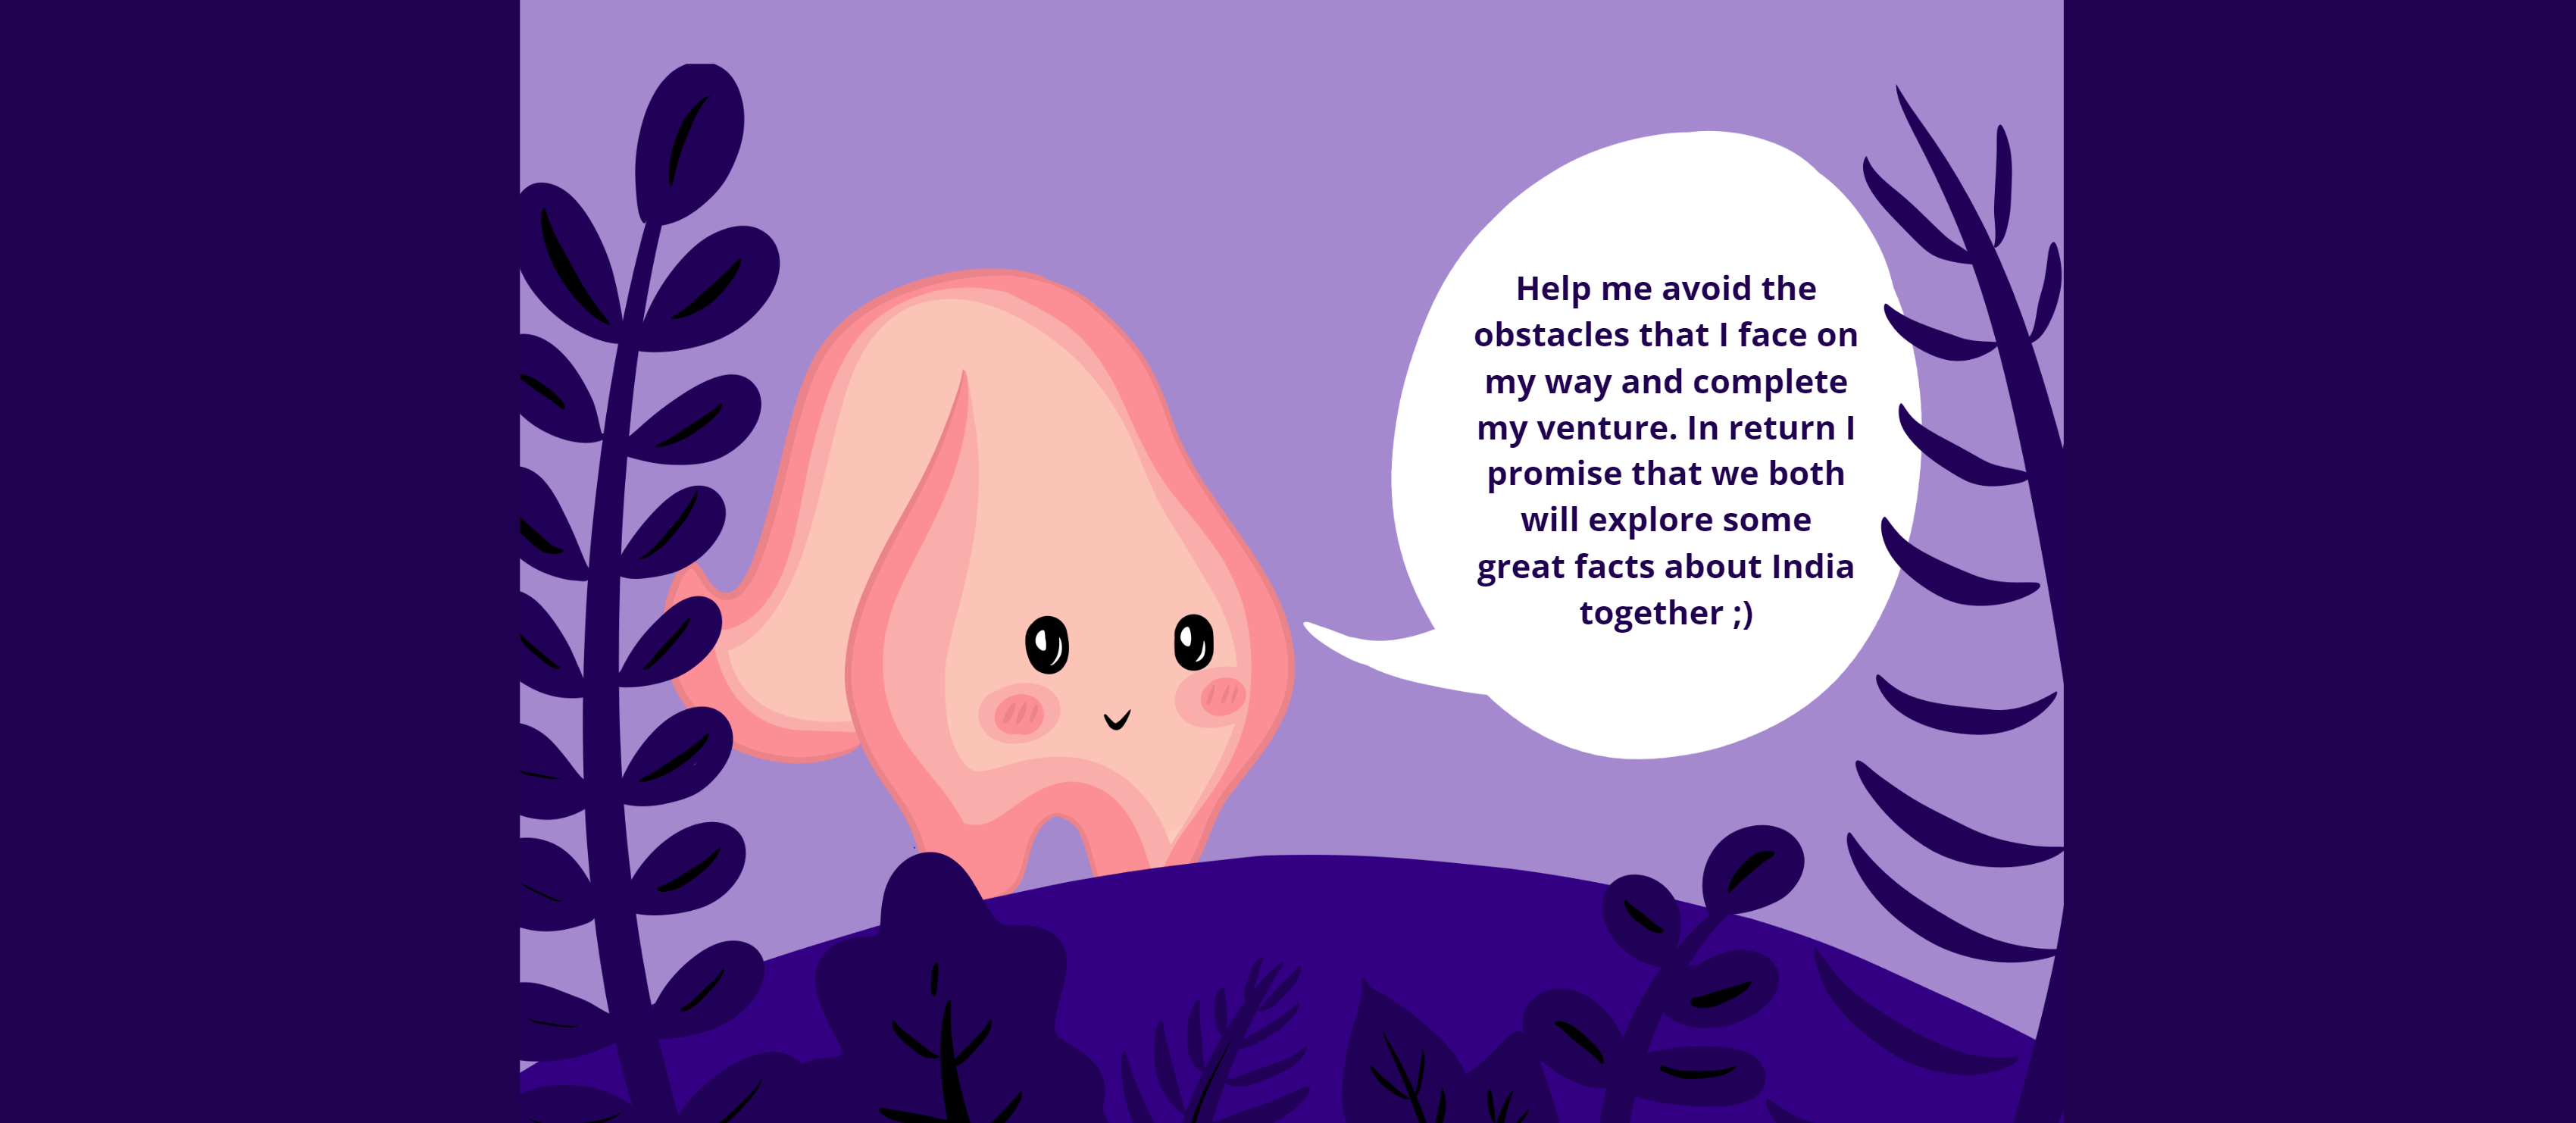 Help me avoid the
obstacles that I face on
my way and complete
my venture. In return I
promise that we both
will explore some
great facts about India
together ;)